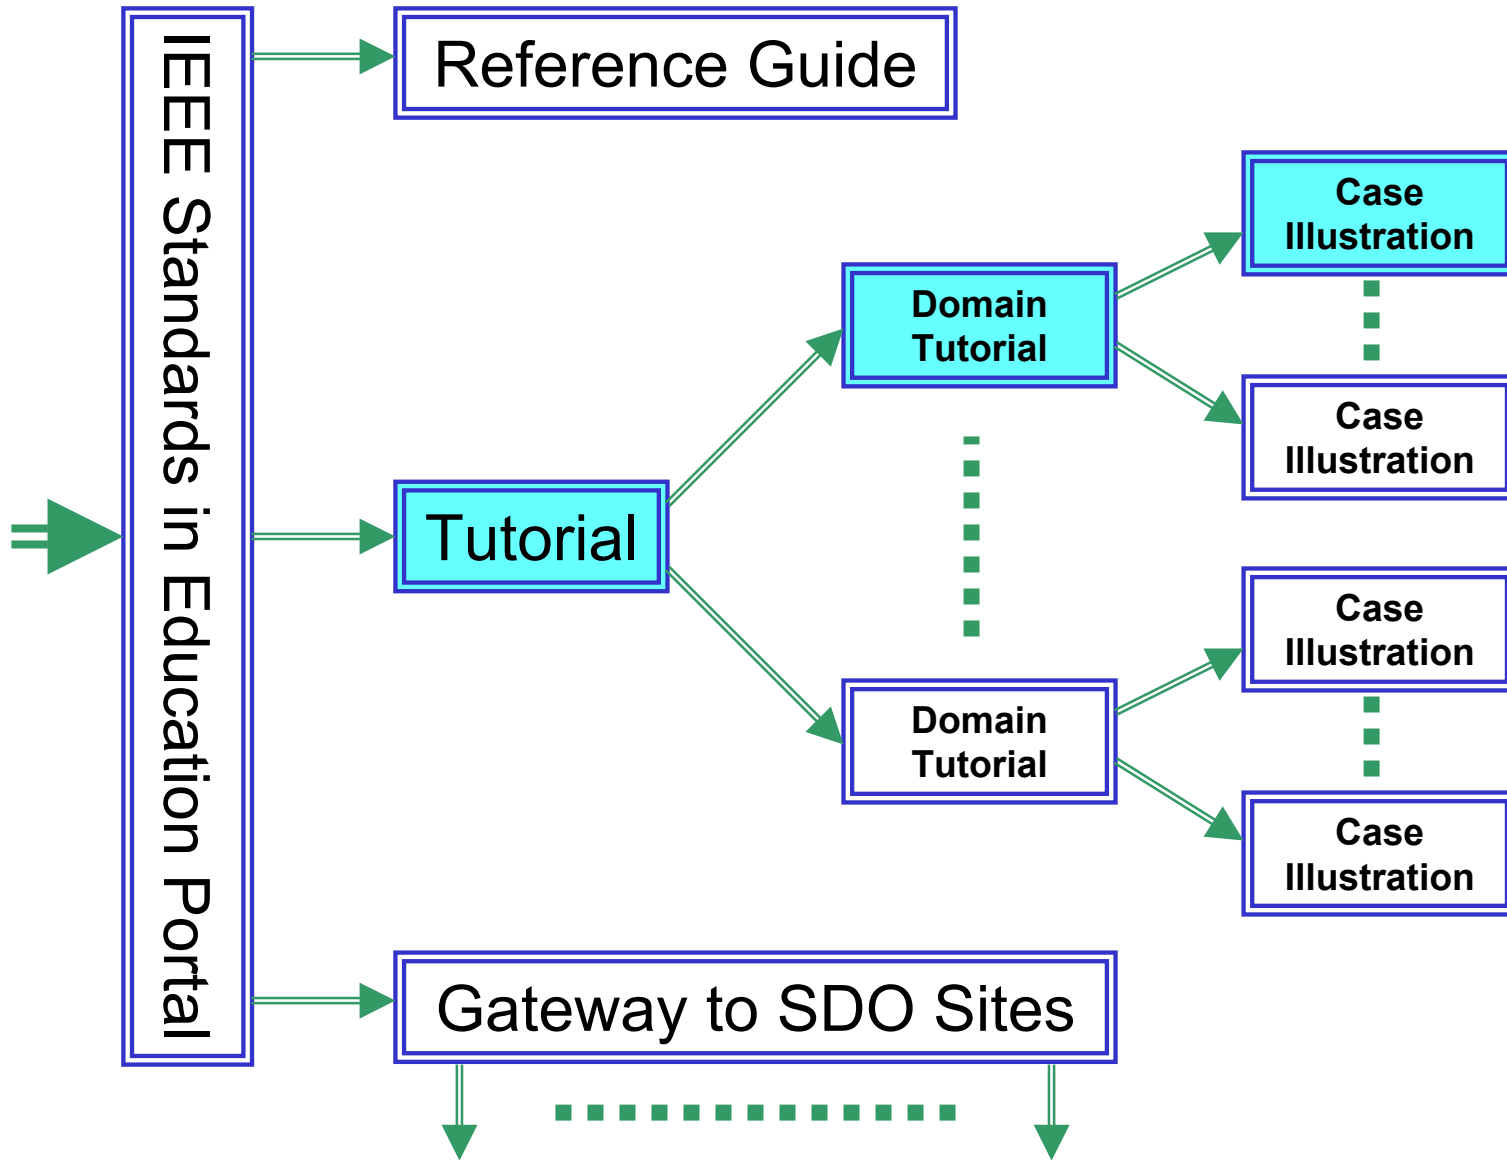 IEEE Standards in Education Portal
Reference Guide
Case
Illustration
Domain
Tutorial
Case
Illustration
Tutorial
Case
Illustration
Domain
Tutorial
Case
Illustration
Gateway to SDO Sites